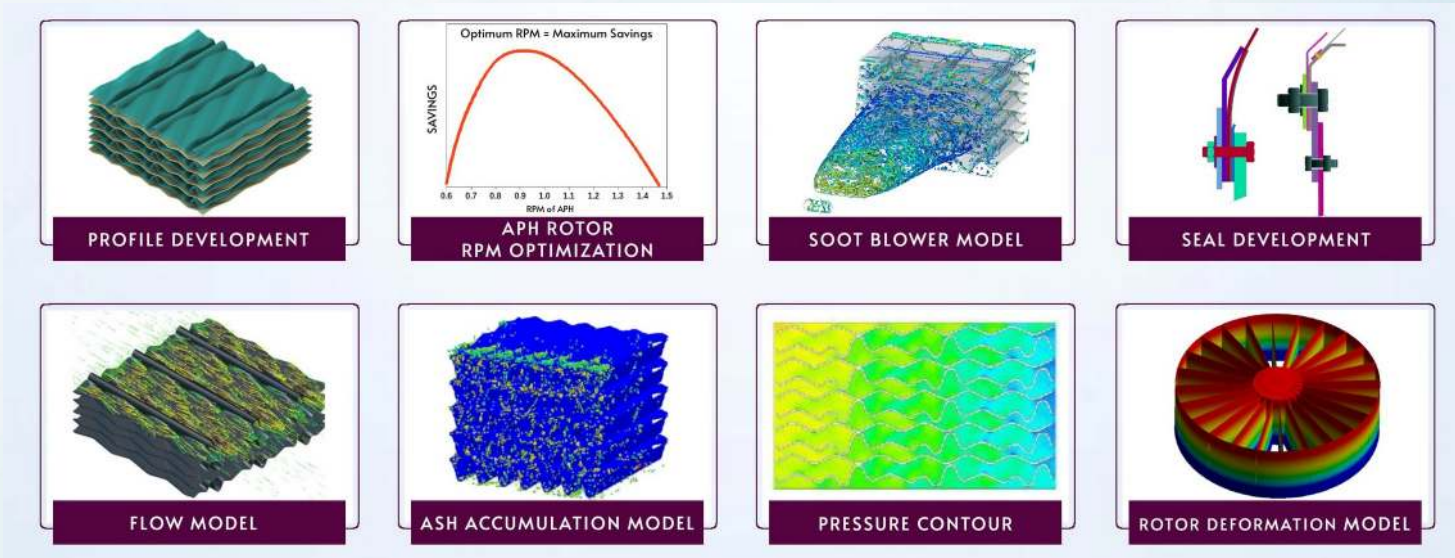 PROFILE DEVELOPMENT
Optimum RPM = Maximum Savings
SAVINGS
0.6 0.7 0.8 0.9 1.0 1.1 1.2 1.3 1.4 1.5
RPM of APH
APH ROTOR
RPM OPTIMIZATION
SOOT BLOWER MODEL
SEAL DEVELOPMENT
FLOW MODEL
ASH ACCUMULATION MODEL
PRESSURE CONTOUR
ROTOR DEFORMATION MODEL